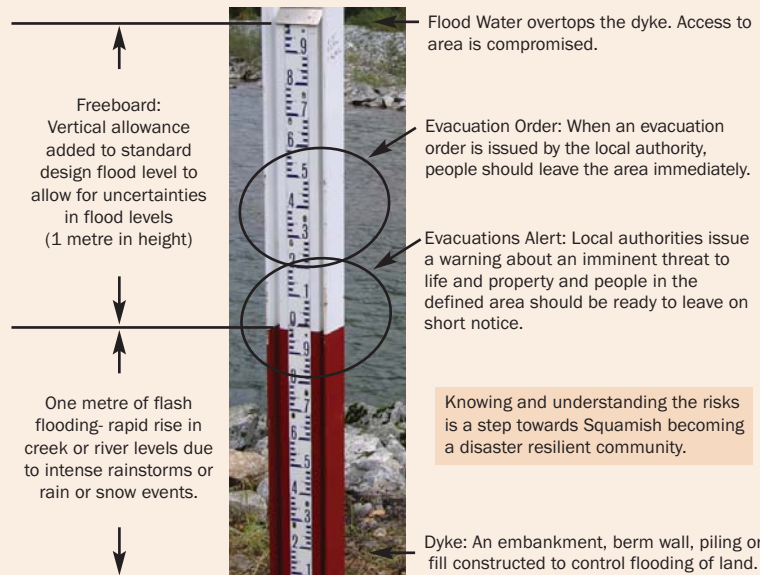 Flood Water overtops the dyke. Access to
area is compromised.
Freeboard:
Vertical allowance
added to standard
design flood level to
allow for uncertainties
in flood levels
(1 metre in height)
Evacuation Order: When an evacuation
order is issued by the local authority,
people should leave the area immediately.
Evacuations Alert: Local authorities issue
a warning about an imminent threat to
life and property and people in the
defined area should be ready to leave on
short notice.
One metre of flash
flooding- rapid rise in
creek or river levels due
to intense rainstorms or
rain or snow events.
Knowing and understanding the risks
is a step towards Squamish becoming
a disaster resilient community.
Dyke: An embankment, berm wall, piling or
fill constructed to control flooding of land.
9
8
7
6
5
4
3
2
1
0
9
8
7
6
5
4
3
2
1